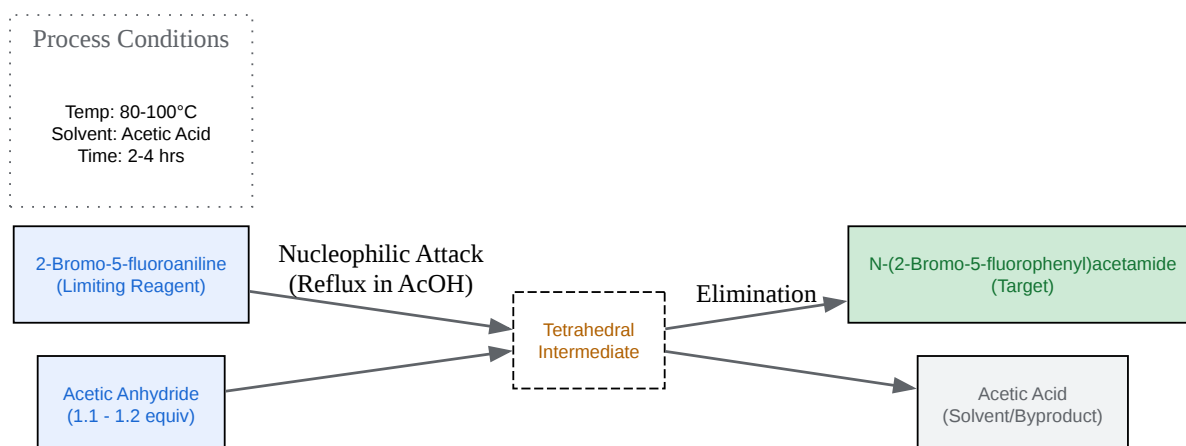 Process Conditions
Temp: 80-100°C
Solvent: Acetic Acid
Time: 2-4 hrs
2-Bromo-5-fluoroaniline
(Limiting Reagent)
Nucleophilic Attack
(Reflux in AcOH)
Acetic Anhydride
(1.1 - 1.2 equiv)
Tetrahedral
Intermediate
Elimination
N-(2-Bromo-5-fluorophenyl)acetamide
(Target)
Acetic Acid
(Solvent/Byproduct)